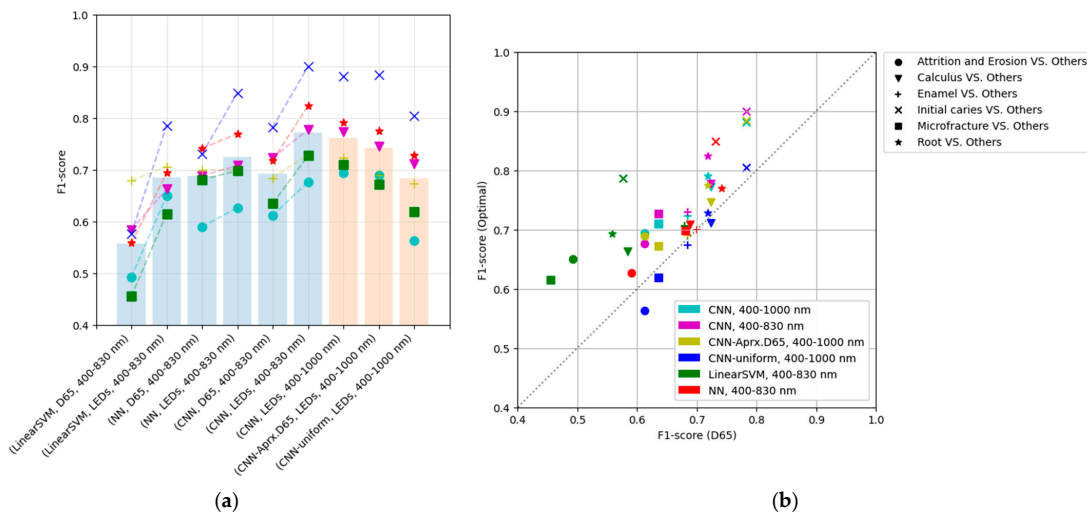 1.0
0.9
0.8
0.7
0.6
0.5
0.4
F1-score
(LinearSVM, D65, 400-830 nm)
(LinearSVM, LEDs, 400-830 nm)
(NN, D65, 400-830 nm)
(NN, LEDs, 400-830 nm)
(CNN, D65, 400-830 nm)
(CNN, LEDs, 400-830 nm)
(CNN, LEDs, 400-1000 nm)
(CNN-Aprx.D65, LEDs, 400-1000 nm)
(CNN-uniform, LEDs, 400-1000 nm)
(a)
1.0
0.9
0.8
0.7
0.6
0.5
0.4
F1-score (Optimal)
CNN, 400-1000 nm
CNN, 400-830 nm
CNN-Aprx.D65, 400-1000 nm
CNN-uniform, 400-1000 nm
LinearSVM, 400-830 nm
NN, 400-830 nm
0.4 0.5 0.6 0.7 0.8 0.9 1.0
F1-score (D65)
Attrition and Erosion VS. Others
Calculus VS. Others
Enamel VS. Others
Initial caries VS. Others
Microfracture VS. Others
Root VS. Others
(b)